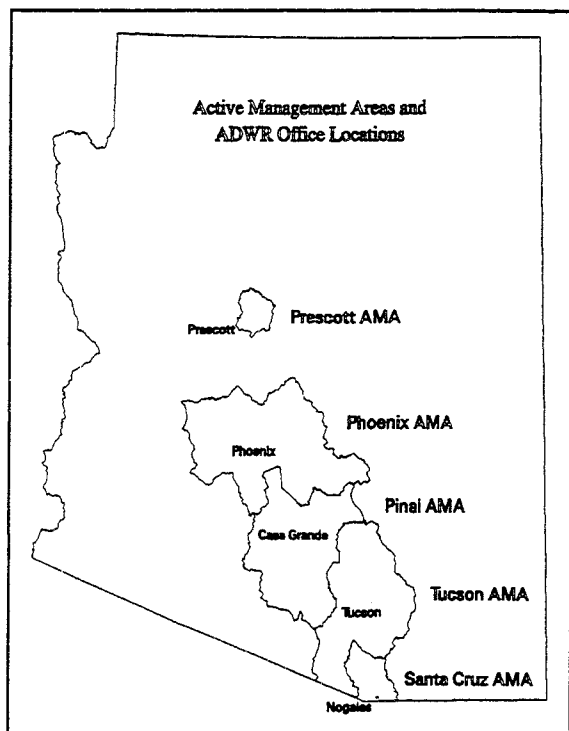 Active Management Areas and
ADWR Office Locations
Prescott
Prescott AMA
Phoenix AMA
Phoenix
Pinal AMA
Casa Grande
Tucson AMA
Tucson
Santa Cruz AMA
Nogales